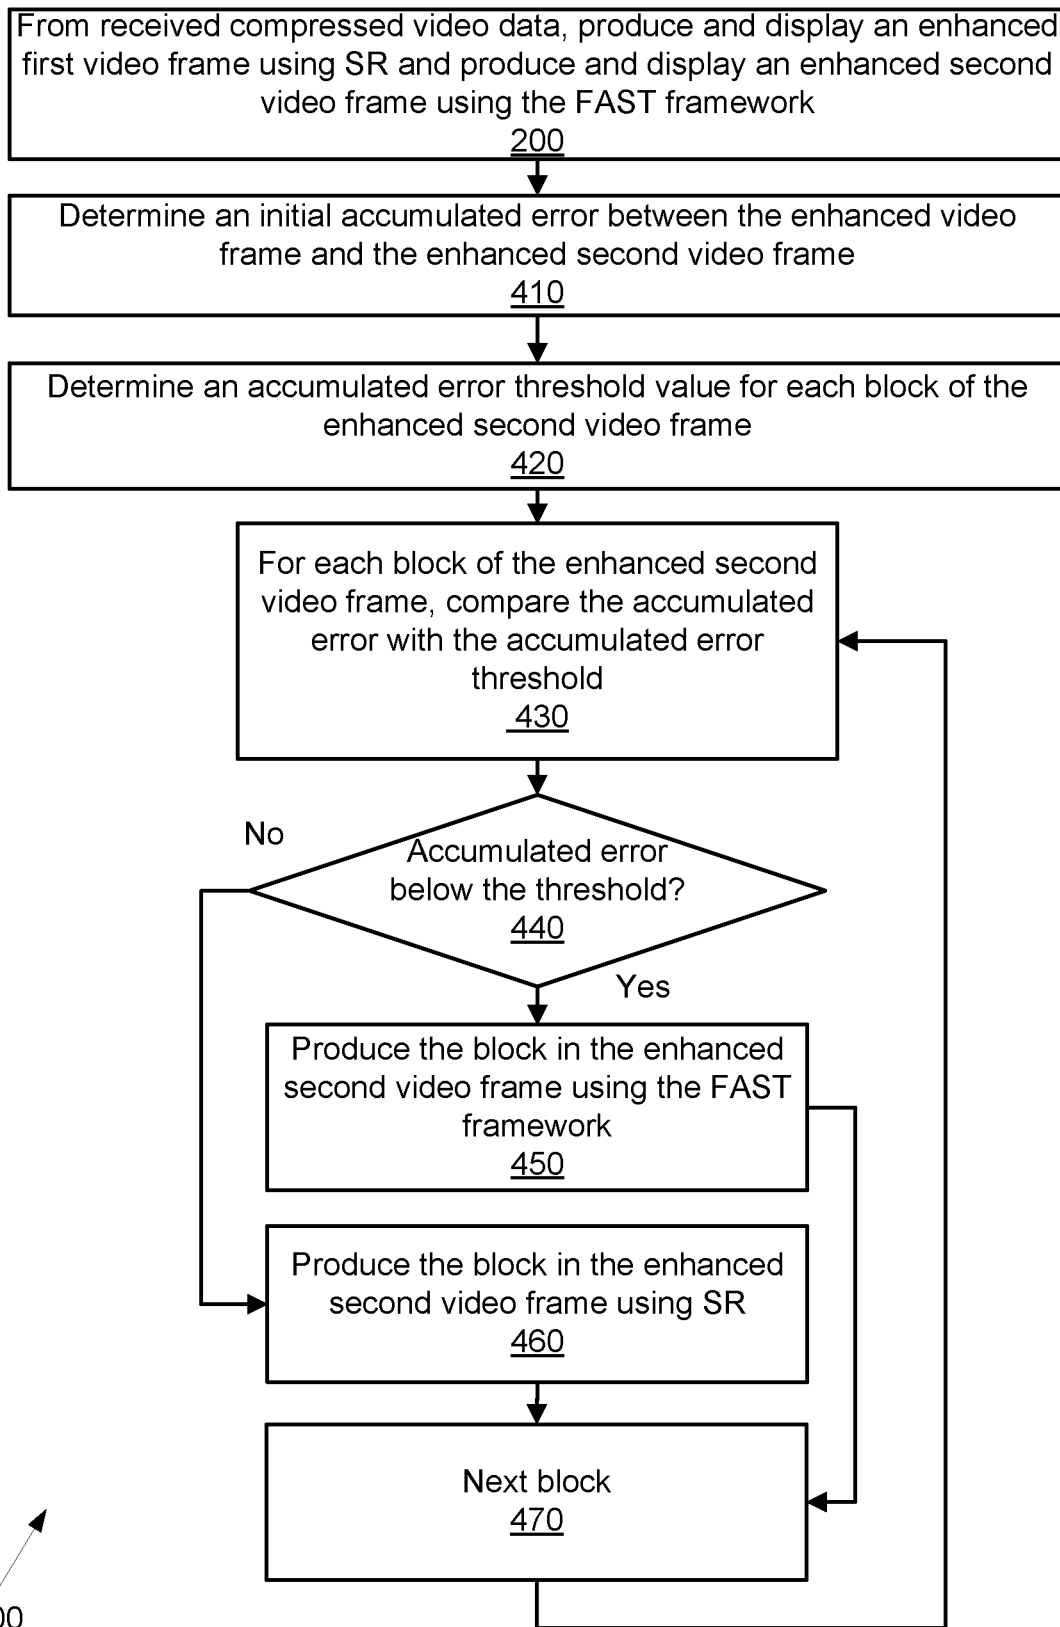 From received compressed video data, produce and display an enhanced
first video frame using SR and produce and display an enhanced second
video frame using the FAST framework
200
Determine an initial accumulated error between the enhanced video
frame and the enhanced second video frame
410
Determine an accumulated error threshold value for each block of the
enhanced second video frame
420
For each block of the enhanced second
video frame, compare the accumulated
error with the accumulated error
threshold
430
No
Accumulated error
below the threshold?
440
Yes
Produce the block in the enhanced
second video frame using the FAST
framework
450
Produce the block in the enhanced
second video frame using SR
460
Next block
470